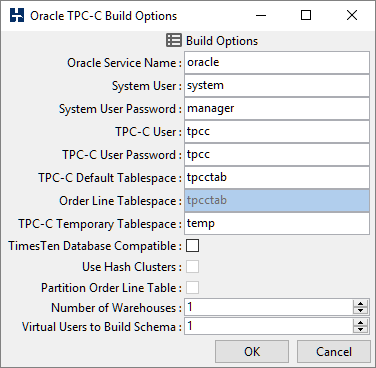 Oracle TPC-C Build Options
Build Options
Oracle Service Name : oracle
System User : system
System User Password : manager
TPC-C User : tpcc
TPC-C User Password : tpcc
TPC-C Default Tablespace : tpcctab
Order Line Tablespace : tpcctab
TPC-C Temporary Tablespace : temp
TimesTen Database Compatible :
Use Hash Clusters :
Partition Order Line Table :
Number of Warehouses : 1
Virtual Users to Build Schema : 1
OK Cancel